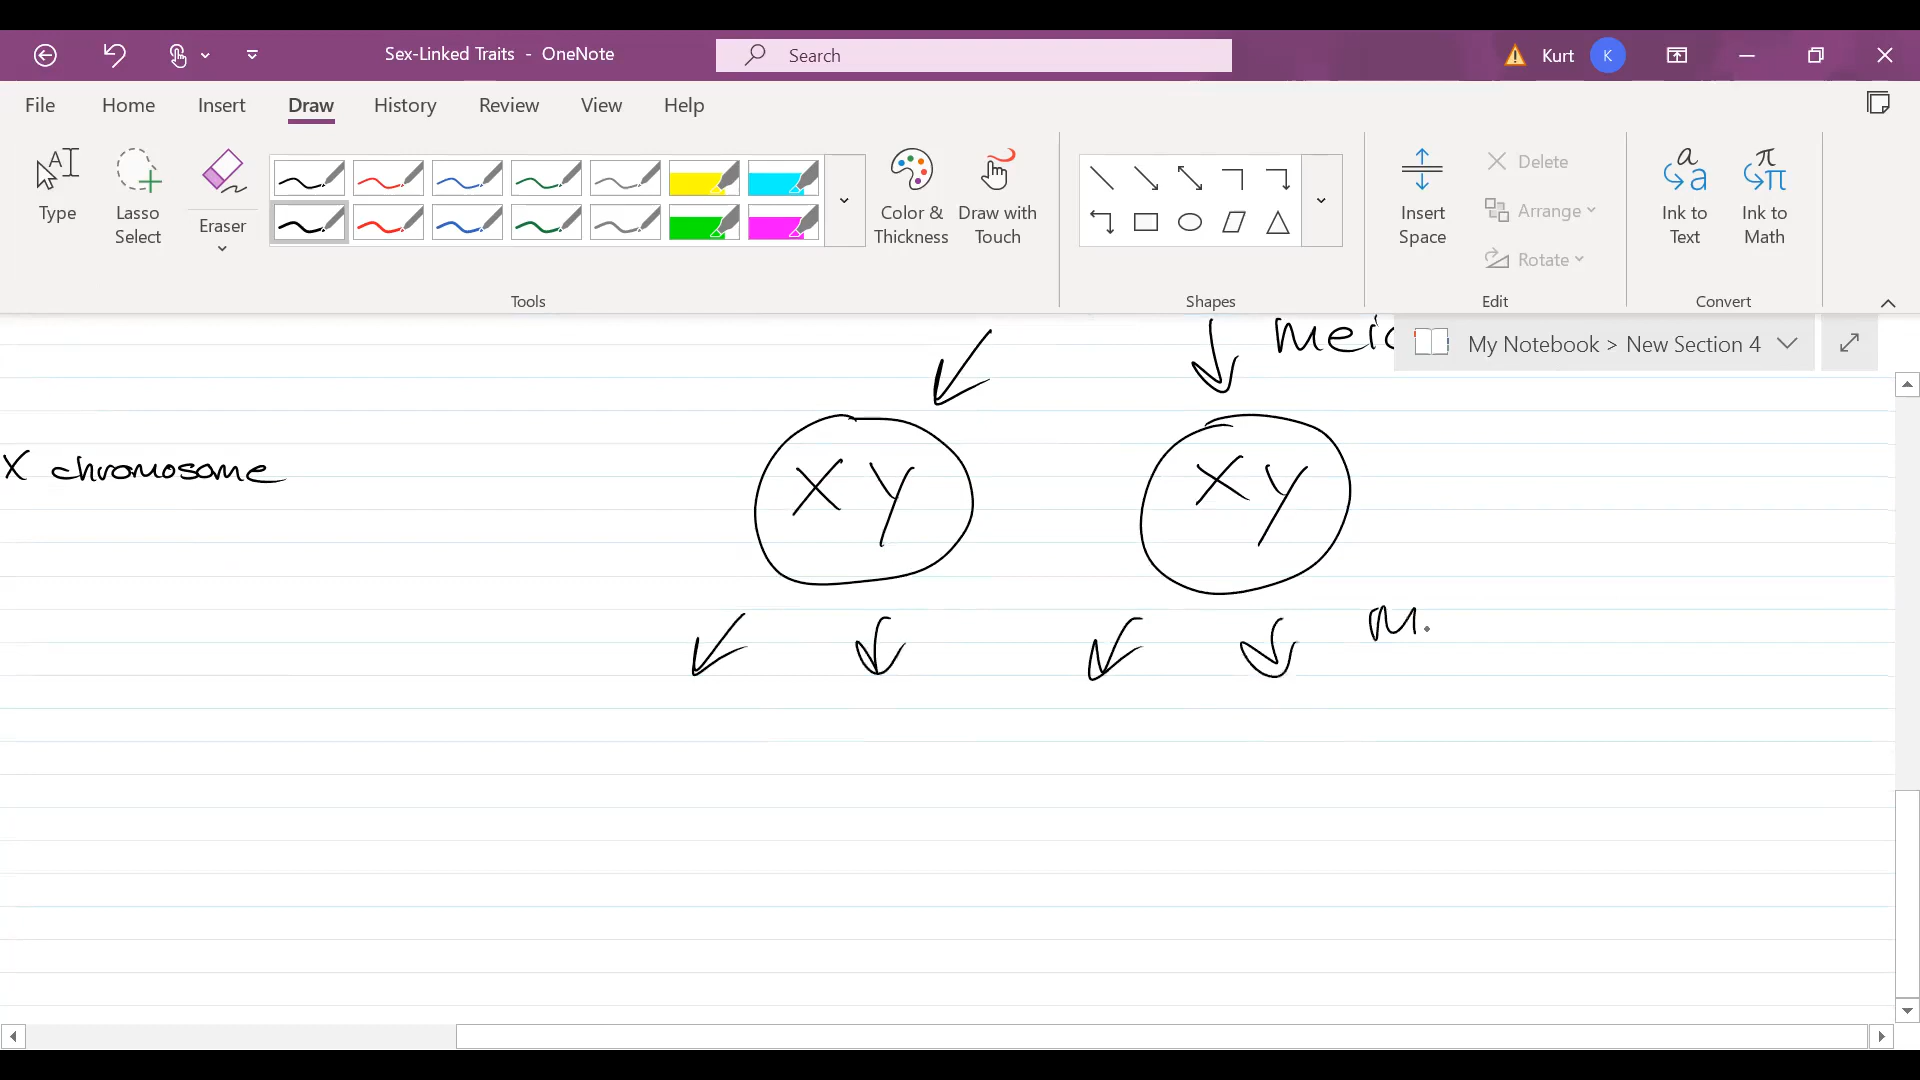 Sex-Linked Traits - OneNote
Search
Kurt
K
File Home Insert Draw History Review View Help
Type
Lasso Select
Eraser
Color & Thickness
Draw with Touch
Insert Space
Delete
Arrange
Rotate
Ink to Text
Ink to Math
Tools
Shapes
Edit
Convert
My Notebook > New Section 4
X chromosome
X Y
X Y